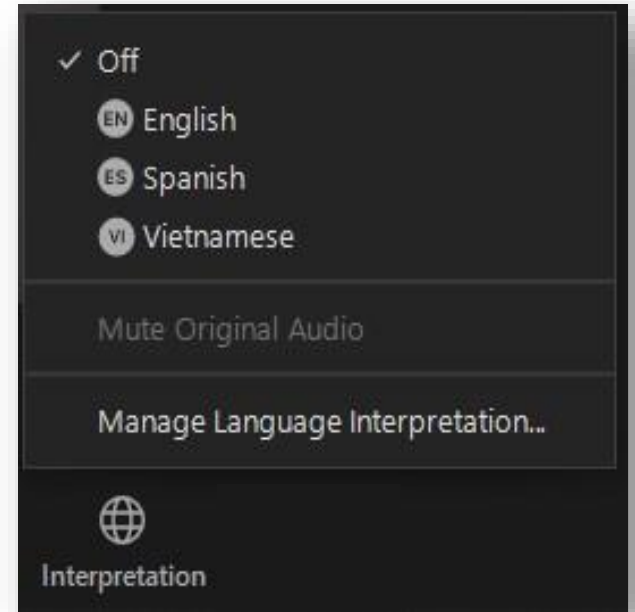 Off
EN English
ES Spanish
VI Vietnamese
Mute Original Audio
Manage Language Interpretation...
Interpretation